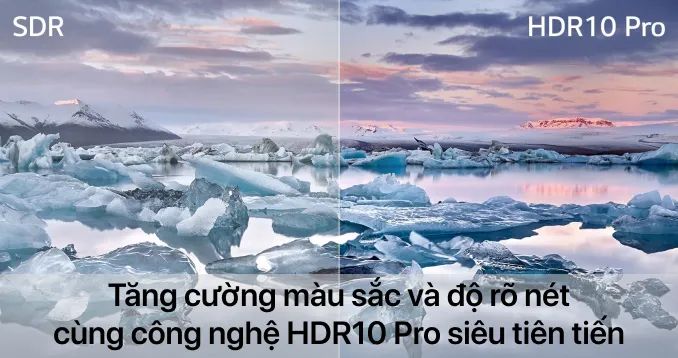 SDR
HDR10 Pro
Tăng cường màu sắc và độ rõ nét
cùng công nghệ HDR10 Pro siêu tiên tiến